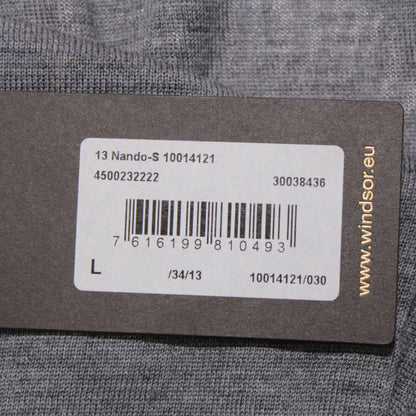 13 Nando-S 10014121
4500232222 30038436
7 616199 810493
L /34/13 10014121/030
www.windsor.eu